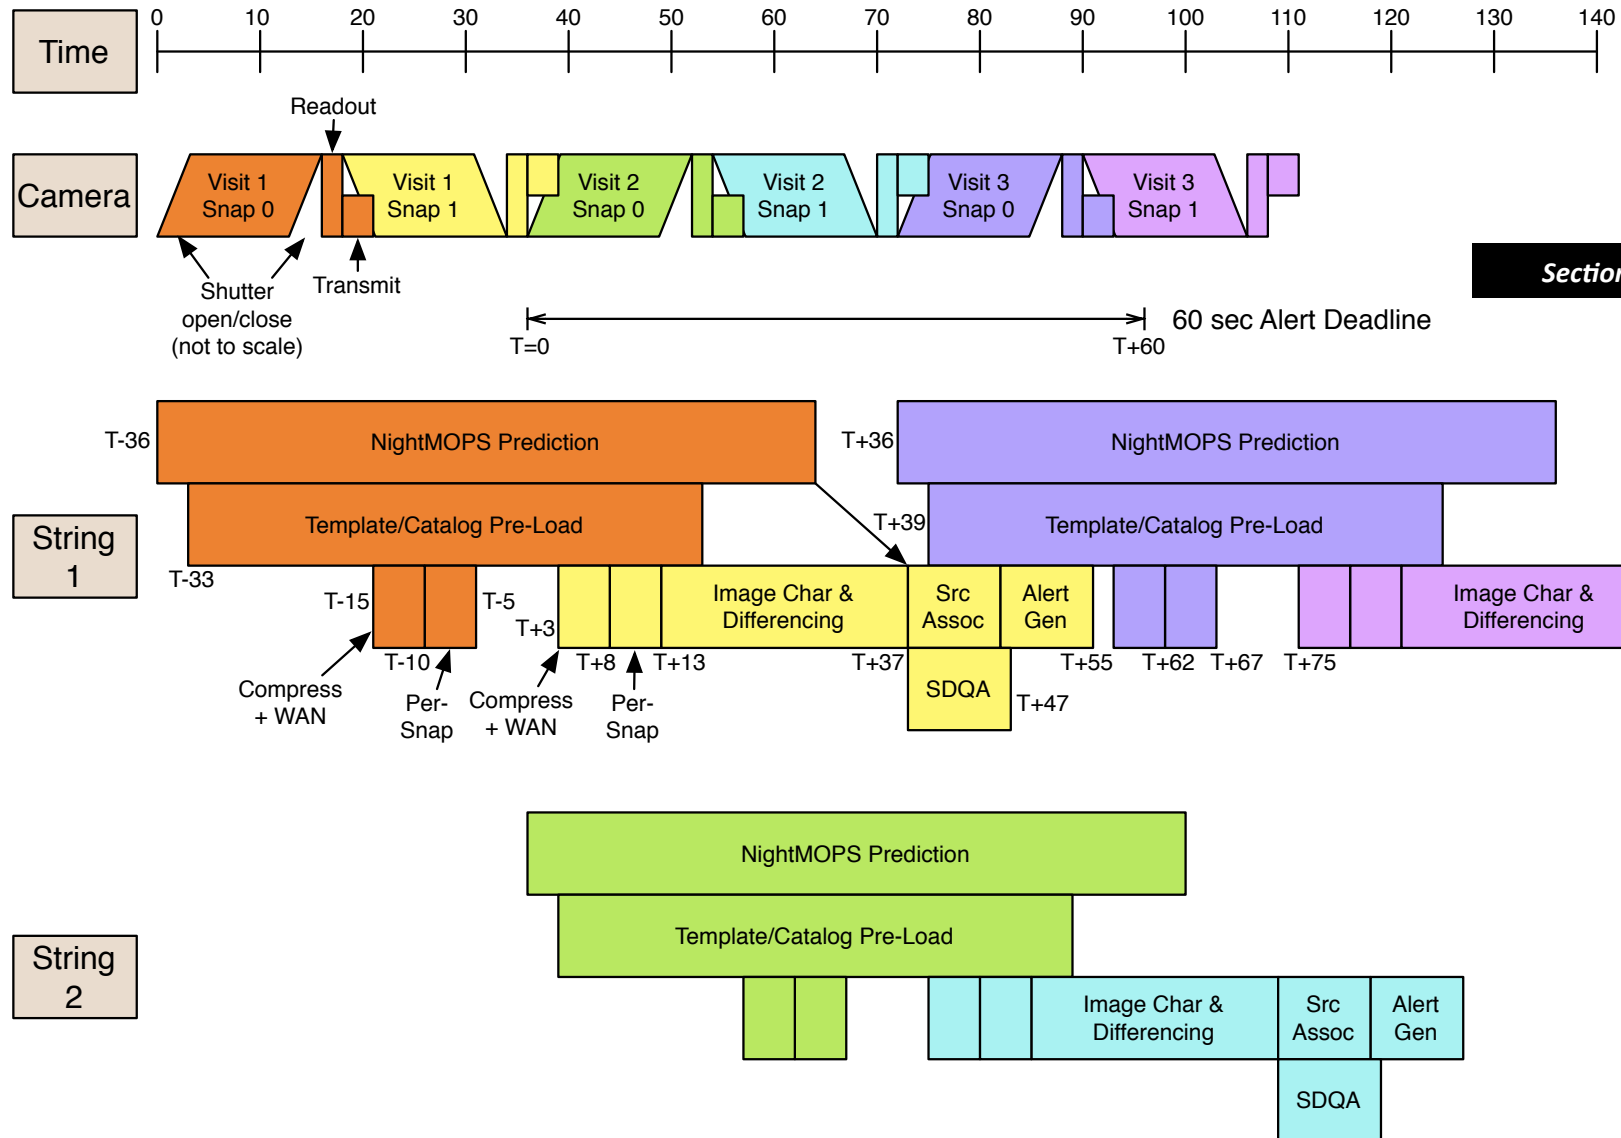 Time
0 10 20 30 40 50 60 70 80 90 100 110 120 130 140
Readout
Camera
Visit 1
Snap 0
Visit 1
Snap 1
Visit 2
Snap 0
Visit 2
Snap 1
Visit 3
Snap 0
Visit 3
Snap 1
Shutter
open/close
(not to scale)
Transmit
Section
T=0
T+60
60 sec Alert Deadline
String
1
T-36
NightMOPS Prediction
T+36
NightMOPS Prediction
T-33
Template/Catalog Pre-Load
T+39
Template/Catalog Pre-Load
T-15
T-10
T-5
Compress
+ WAN
Per-
Snap
T+3
T+8
T+13
Compress
+ WAN
Per-
Snap
Image Char &
Differencing
T+37
Src
Assoc
Alert
Gen
T+55
SDQA
T+47
T+62
T+67
T+75
Image Char &
Differencing
String
2
NightMOPS Prediction
Template/Catalog Pre-Load
Image Char &
Differencing
Src
Assoc
Alert
Gen
SDQA